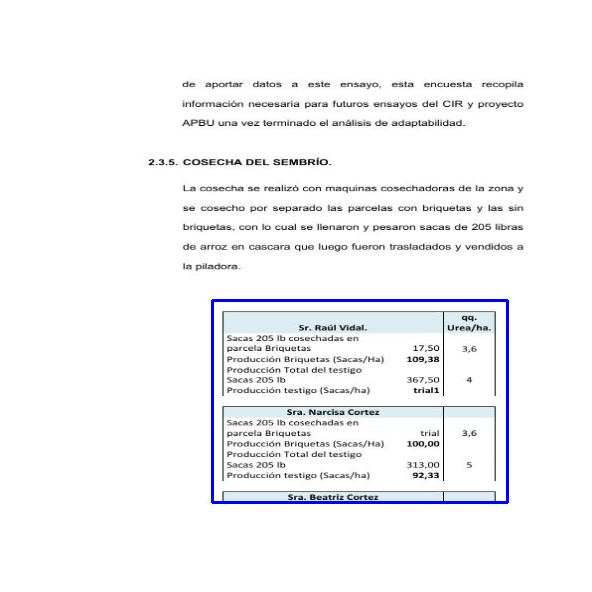 de aportar datos a este ensayo, esta encuesta recopila
información necesaria para futuros ensayos del CIR y proyecto
APBU una vez terminado el análisis de adaptabilidad.
2.3.5. COSECHA DEL SEMBRÍO.
La cosecha se realizó con maquinas cosechadoras de la zona y
se cosecho por separado las parcelas con briquetas y las sin
briquetas, con lo cual se llenaron y pesaron sacas de 205 libras
de arroz en cascara que luego fueron trasladados y vendidos a
la piladora.
Sr. Raúl Vidal. qq. Urea/ha.
Sacas 205 lb cosechadas en
parcela Briquetas 17,50 3,6
Producción Briquetas (Sacas/Ha) 109,38
Producción Total del testigo
Sacas 205 lb 367,50 4
Producción testigo (Sacas/ha) trial1
Sra. Narcisa Cortez
Sacas 205 lb cosechadas en
parcela Briquetas trial 3,6
Producción Briquetas (Sacas/Ha) 100,00
Producción Total del testigo
Sacas 205 lb 313,00 5
Producción testigo (Sacas/ha) 92,33
Sra. Beatriz Cortez